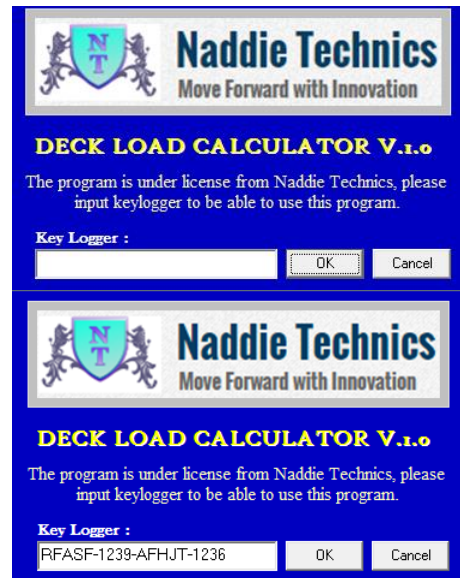 NT
Naddie Technics
Move Forward with Innovation
DECK LOAD CALCULATOR V.1.0
The program is under license from Naddie Technics, please
input keylogger to be able to use this program.
Key Logger :
OK Cancel
NT
Naddie Technics
Move Forward with Innovation
DECK LOAD CALCULATOR V.1.0
The program is under license from Naddie Technics, please
input keylogger to be able to use this program.
Key Logger :
RFASF-1239-AFHJT-1236 OK Cancel